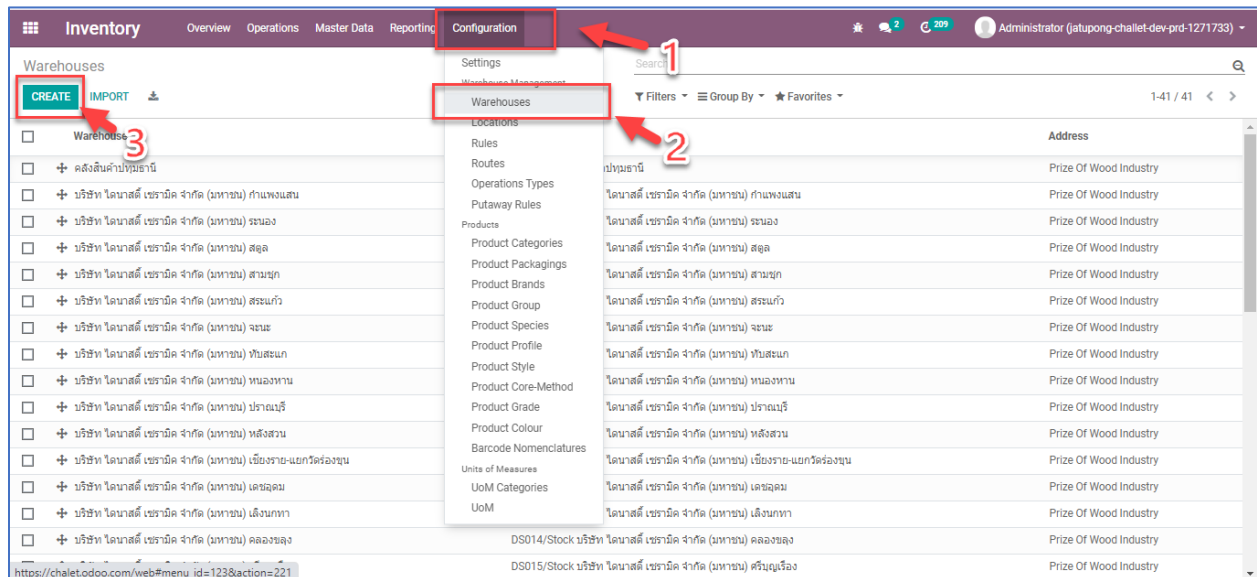 Inventory Overview Operations Master Data Reporting Configuration 2 209 Administrator (jatupong-challet-dev-prd-1271733)
1
Warehouses Settings Search
Warehouse Management
CREATE IMPORT Warehouses Filters Group By Favorites 1-41 / 41
3 2
Locations
Warehouse Rules Address
Routes
คลังสินค้าปทุมธานี Prize Of Wood Industry
Operations Types
บริษัท ไดนาสตี้ เซรามิค จำกัด (มหาชน) กำแพงแสน ไดนาสตี้ เซรามิค จำกัด (มหาชน) กำแพงแสน Prize Of Wood Industry
Putaway Rules
บริษัท ไดนาสตี้ เซรามิค จำกัด (มหาชน) ระนอง Products ไดนาสตี้ เซรามิค จำกัด (มหาชน) ระนอง Prize Of Wood Industry
บริษัท ไดนาสตี้ เซรามิค จำกัด (มหาชน) สตูล Product Categories ไดนาสตี้ เซรามิค จำกัด (มหาชน) สตูล Prize Of Wood Industry
Product Packagings
บริษัท ไดนาสตี้ เซรามิค จำกัด (มหาชน) สามชุก Product Brands ไดนาสตี้ เซรามิค จำกัด (มหาชน) สามชุก Prize Of Wood Industry
บริษัท ไดนาสตี้ เซรามิค จำกัด (มหาชน) สระแก้ว Product Group ไดนาสตี้ เซรามิค จำกัด (มหาชน) สระแก้ว Prize Of Wood Industry
บริษัท ไดนาสตี้ เซรามิค จำกัด (มหาชน) จะนะ Product Species ไดนาสตี้ เซรามิค จำกัด (มหาชน) จะนะ Prize Of Wood Industry
Product Profile
บริษัท ไดนาสตี้ เซรามิค จำกัด (มหาชน) ทับสะแก ไดนาสตี้ เซรามิค จำกัด (มหาชน) ทับสะแก Prize Of Wood Industry
Product Style
บริษัท ไดนาสตี้ เซรามิค จำกัด (มหาชน) หนองหาน Product Core-Method ไดนาสตี้ เซรามิค จำกัด (มหาชน) หนองหาน Prize Of Wood Industry
บริษัท ไดนาสตี้ เซรามิค จำกัด (มหาชน) ปราณบุรี Product Grade ไดนาสตี้ เซรามิค จำกัด (มหาชน) ปราณบุรี Prize Of Wood Industry
บริษัท ไดนาสตี้ เซรามิค จำกัด (มหาชน) หลังสวน Product Colour ไดนาสตี้ เซรามิค จำกัด (มหาชน) หลังสวน Prize Of Wood Industry
Barcode Nomenclatures
บริษัท ไดนาสตี้ เซรามิค จำกัด (มหาชน) เชียงราย-แยกวัดร่องขุน Units of Measures ไดนาสตี้ เซรามิค จำกัด (มหาชน) เชียงราย-แยกวัดร่องขุน Prize Of Wood Industry
บริษัท ไดนาสตี้ เซรามิค จำกัด (มหาชน) เดชอุดม UoM Categories ไดนาสตี้ เซรามิค จำกัด (มหาชน) เดชอุดม Prize Of Wood Industry
บริษัท ไดนาสตี้ เซรามิค จำกัด (มหาชน) เลิงนกทา UoM ไดนาสตี้ เซรามิค จำกัด (มหาชน) เลิงนกทา Prize Of Wood Industry
บริษัท ไดนาสตี้ เซรามิค จำกัด (มหาชน) คลองขลุง DS014/Stock บริษัท ไดนาสตี้ เซรามิค จำกัด (มหาชน) คลองขลุง Prize Of Wood Industry
https://chalet.odoo.com/web#menu_id=123&action=221 DS015/Stock บริษัท ไดนาสตี้ เซรามิค จำกัด (มหาชน) ศรีบุญเรือง Prize Of Wood Industry